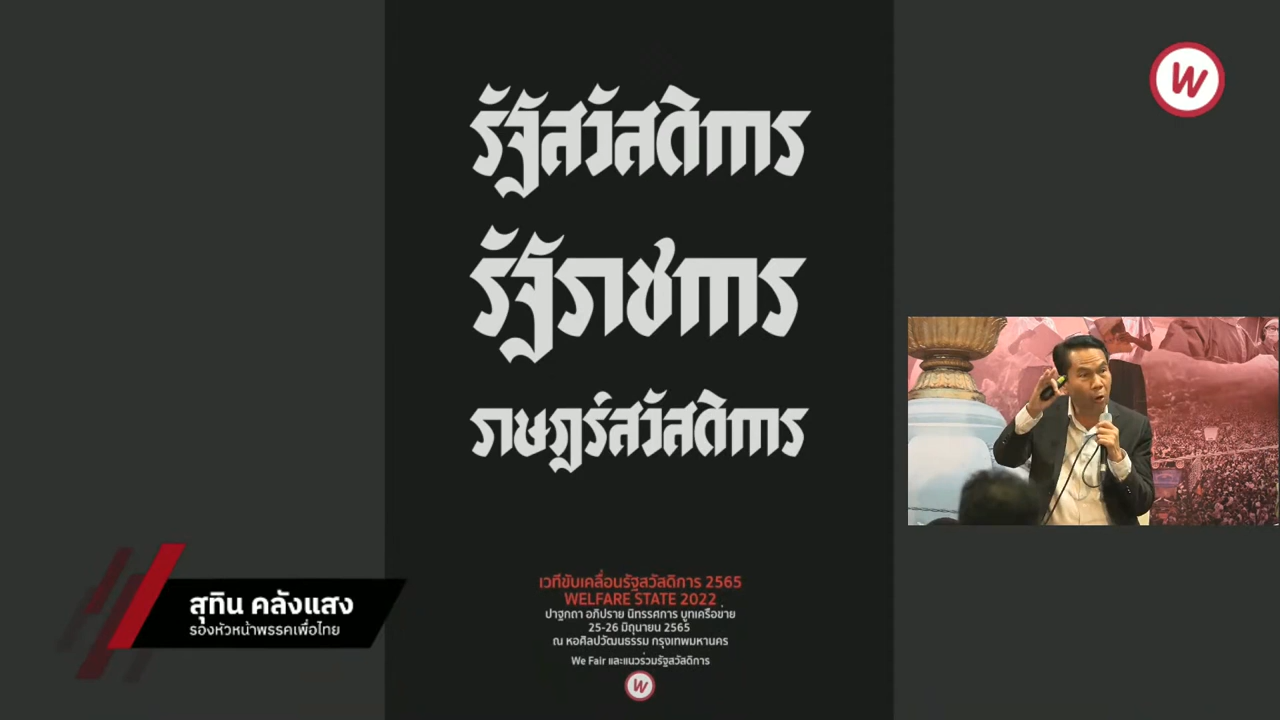 รัฐสวัสดิการ
รัฐราชการ
ราษฎร์สวัสดิการ
เวทีขับเคลื่อนรัฐสวัสดิการ 2565
WELFARE STATE 2022
ปาฐกถา อภิปราย นิทรรศการ บูทเครือข่าย
25-26 มิถุนายน 2565
ณ หอศิลปวัฒนธรรม กรุงเทพมหานคร
We Fair และแนวร่วมรัฐสวัสดิการ
W
W
สุทิน คลังแสง
รองหัวหน้าพรรคเพื่อไทย